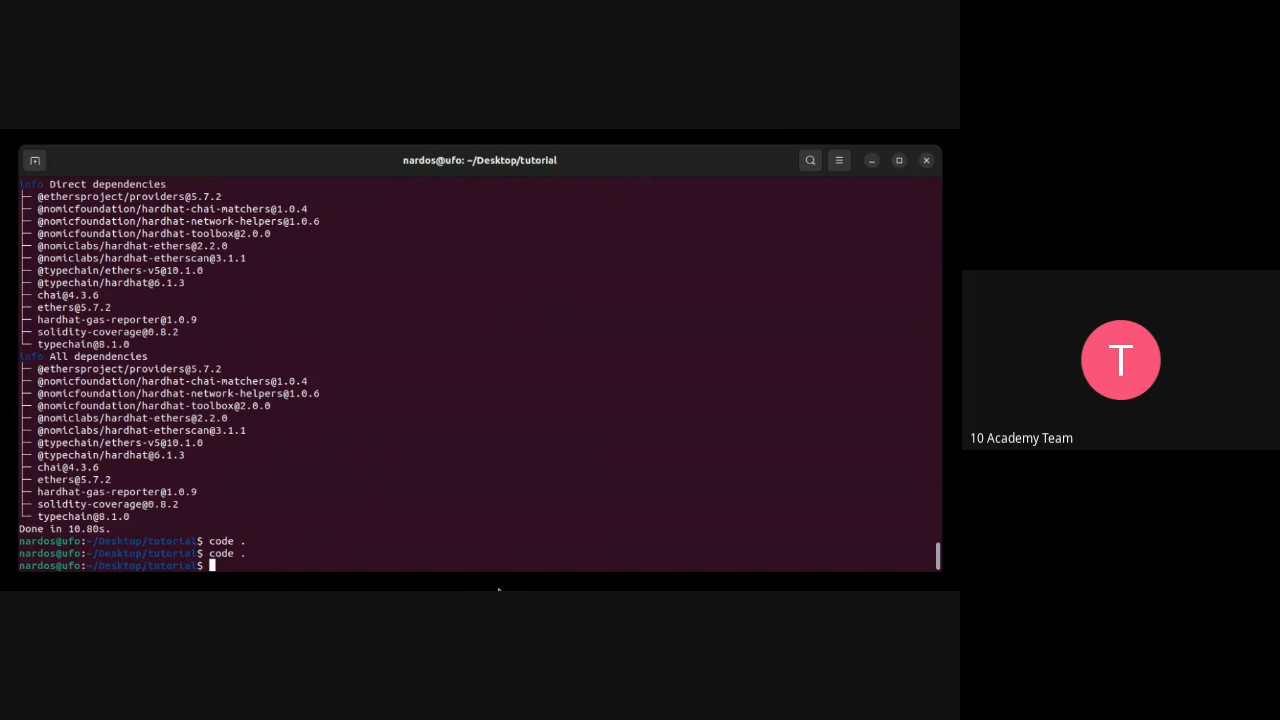 nardos@ufo: ~/Desktop/tutorial
info Direct dependencies
├─ @ethersproject/providers@5.7.2
├─ @nomicfoundation/hardhat-chai-matchers@1.0.4
├─ @nomicfoundation/hardhat-network-helpers@1.0.6
├─ @nomicfoundation/hardhat-toolbox@2.0.0
├─ @nomiclabs/hardhat-ethers@2.2.0
├─ @nomiclabs/hardhat-etherscan@3.1.1
├─ @typechain/ethers-v5@10.1.0
├─ @typechain/hardhat@6.1.3
├─ chai@4.3.6
├─ ethers@5.7.2
├─ hardhat-gas-reporter@1.0.9
├─ solidity-coverage@0.8.2
└─ typechain@8.1.0
info All dependencies
├─ @ethersproject/providers@5.7.2
├─ @nomicfoundation/hardhat-chai-matchers@1.0.4
├─ @nomicfoundation/hardhat-network-helpers@1.0.6
├─ @nomicfoundation/hardhat-toolbox@2.0.0
├─ @nomiclabs/hardhat-ethers@2.2.0
├─ @nomiclabs/hardhat-etherscan@3.1.1
├─ @typechain/ethers-v5@10.1.0
├─ @typechain/hardhat@6.1.3
├─ chai@4.3.6
├─ ethers@5.7.2
├─ hardhat-gas-reporter@1.0.9
├─ solidity-coverage@0.8.2
└─ typechain@8.1.0
Done in 10.80s.
nardos@ufo:~/Desktop/tutorial$ code .
nardos@ufo:~/Desktop/tutorial$ code .
nardos@ufo:~/Desktop/tutorial$
T
10 Academy Team